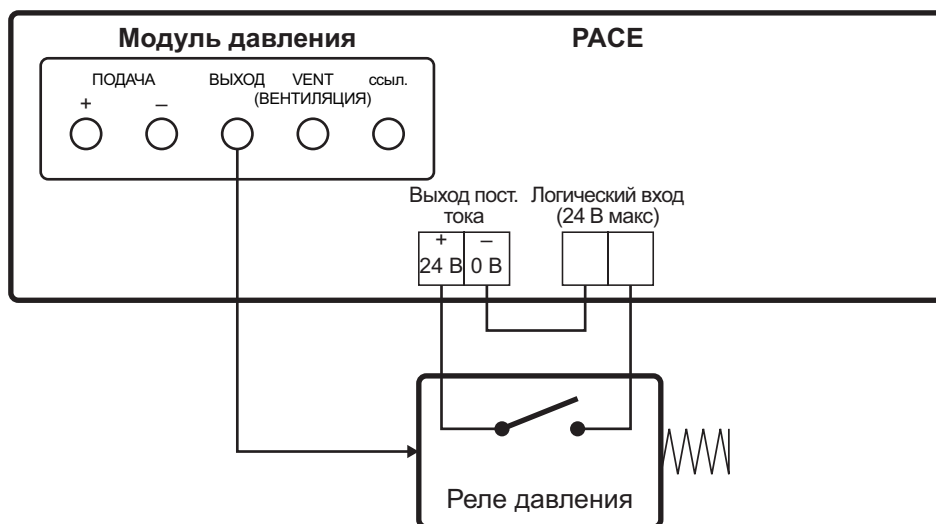 Модуль давления
PACE
ПОДАЧА
ВЫХОД
VENT
ссыл.
(ВЕНТИЛЯЦИЯ)
+
–
Выход пост.
тока
Логический вход
(24 В макс)
+
–
24 В
0 В
Реле давления